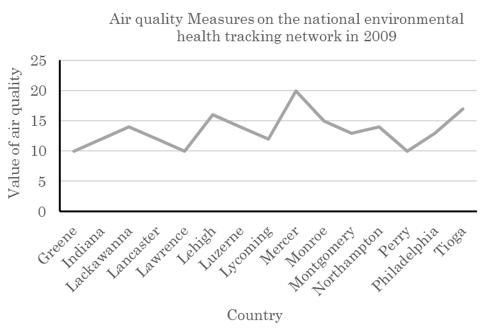 Air quality Measures on the national environmental
health tracking network in 2009
Value of air quality
25
20
15
10
5
0
Greene
Indiana
Lackawanna
Lancaster
Lawrence
Lehigh
Luzerne
Lycoming
Mercer
Monroe
Montgomery
Northampton
Perry
Philadelphia
Tioga
Country